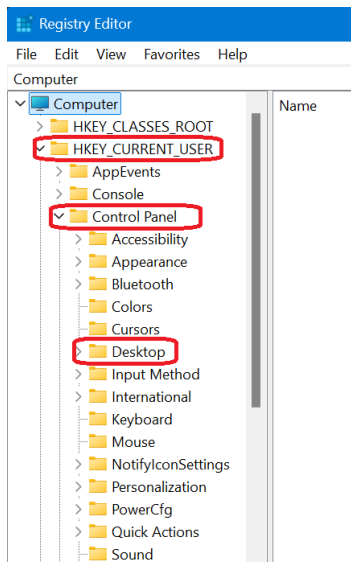 Registry Editor
File Edit View Favorites Help
Computer
Computer
Name
HKEY_CLASSES_ROOT
HKEY_CURRENT_USER
AppEvents
Console
Control Panel
Accessibility
Appearance
Bluetooth
Colors
Cursors
Desktop
Input Method
International
Keyboard
Mouse
NotifyIconSettings
Personalization
PowerCfg
Quick Actions
Sound